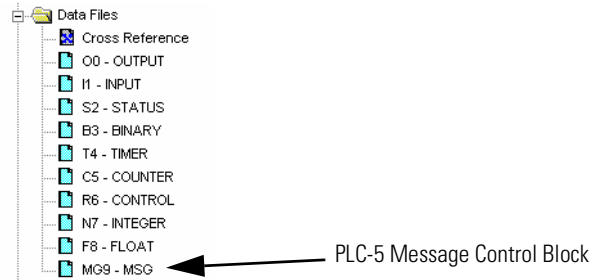 Data Files
Cross Reference
O0 - OUTPUT
I1 - INPUT
S2 - STATUS
B3 - BINARY
T4 - TIMER
C5 - COUNTER
R6 - CONTROL
N7 - INTEGER
F8 - FLOAT
MG9 - MSG
PLC-5 Message Control Block